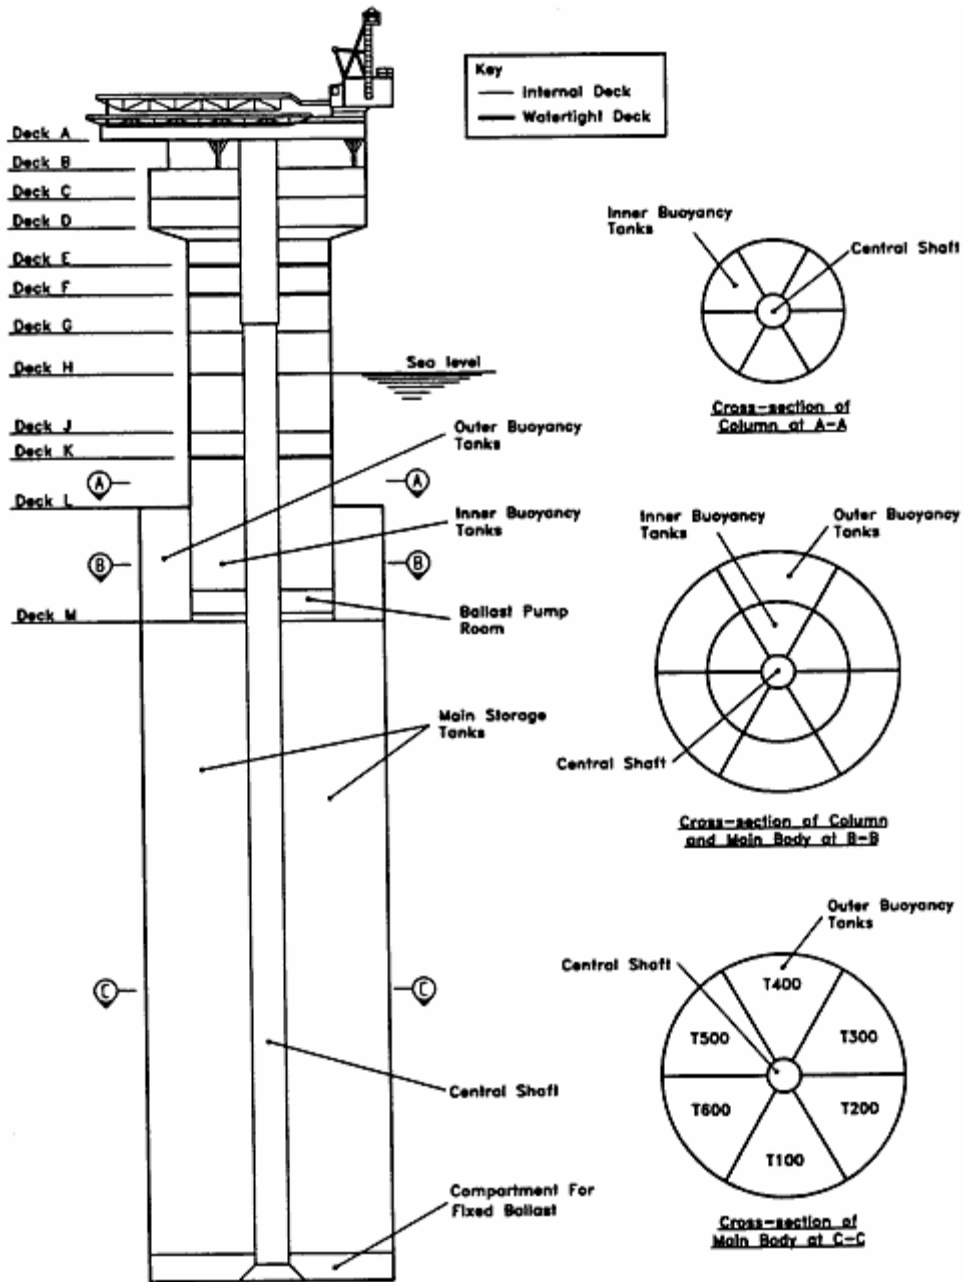 Key
Internal Deck
Watertight Deck
Deck A
Deck B
Deck C
Deck D
Deck E
Deck F
Deck G
Deck H
Sea level
Deck J
Deck K
Deck L
Deck M
A
A
B
B
C
C
Outer Buoyancy
Tanks
Inner Buoyancy
Tanks
Ballast Pump
Room
Main Storage
Tanks
Central Shaft
Compartment For
Fixed Ballast
Inner Buoyancy
Tanks
Central Shaft
Cross-section of
Column at A-A
Inner Buoyancy
Tanks
Outer Buoyancy
Tanks
Central Shaft
Cross-section of Column
and Main Body at B-B
Outer Buoyancy
Tanks
Central Shaft
T400
T500
T300
T600
T200
T100
Cross-section of
Main Body at C-C